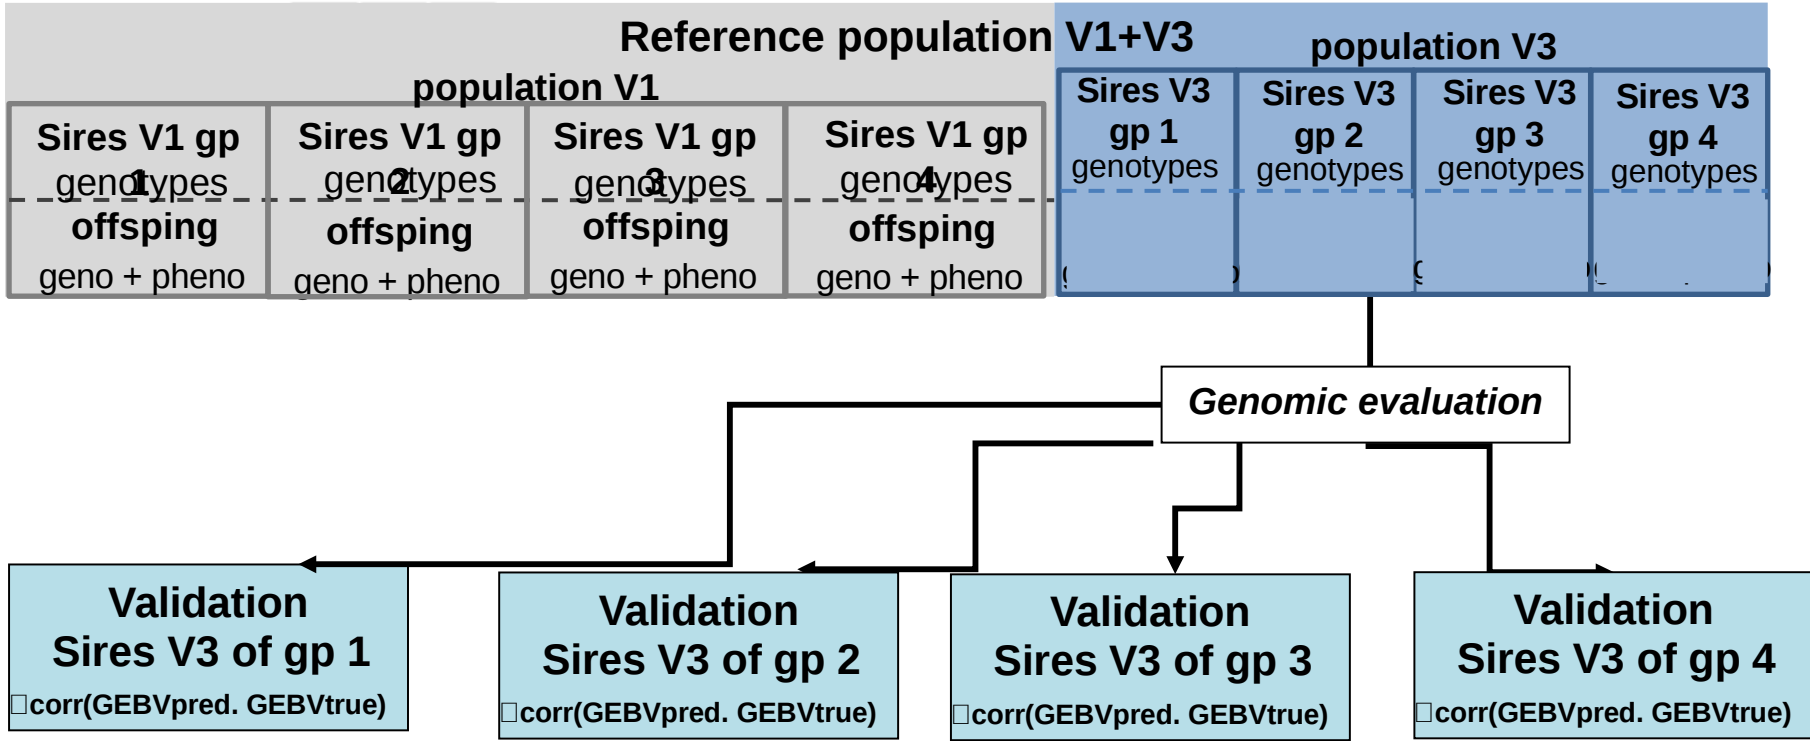 Reference population V1+V3
population V3
population V1
Sires V1 gp 1
genotypes
offsping
geno + pheno
Sires V1 gp 2
genotypes
offsping
geno + pheno
Sires V1 gp 3
genotypes
offsping
geno + pheno
Sires V1 gp 4
genotypes
offsping
geno + pheno
Sires V3
gp 1
genotypes
Sires V3
gp 2
genotypes
Sires V3
gp 3
genotypes
Sires V3
gp 4
genotypes
Genomic evaluation
Validation
Sires V3 of gp 1
corr(GEBVpred. GEBVtrue)
Validation
Sires V3 of gp 2
corr(GEBVpred. GEBVtrue)
Validation
Sires V3 of gp 3
corr(GEBVpred. GEBVtrue)
Validation
Sires V3 of gp 4
corr(GEBVpred. GEBVtrue)